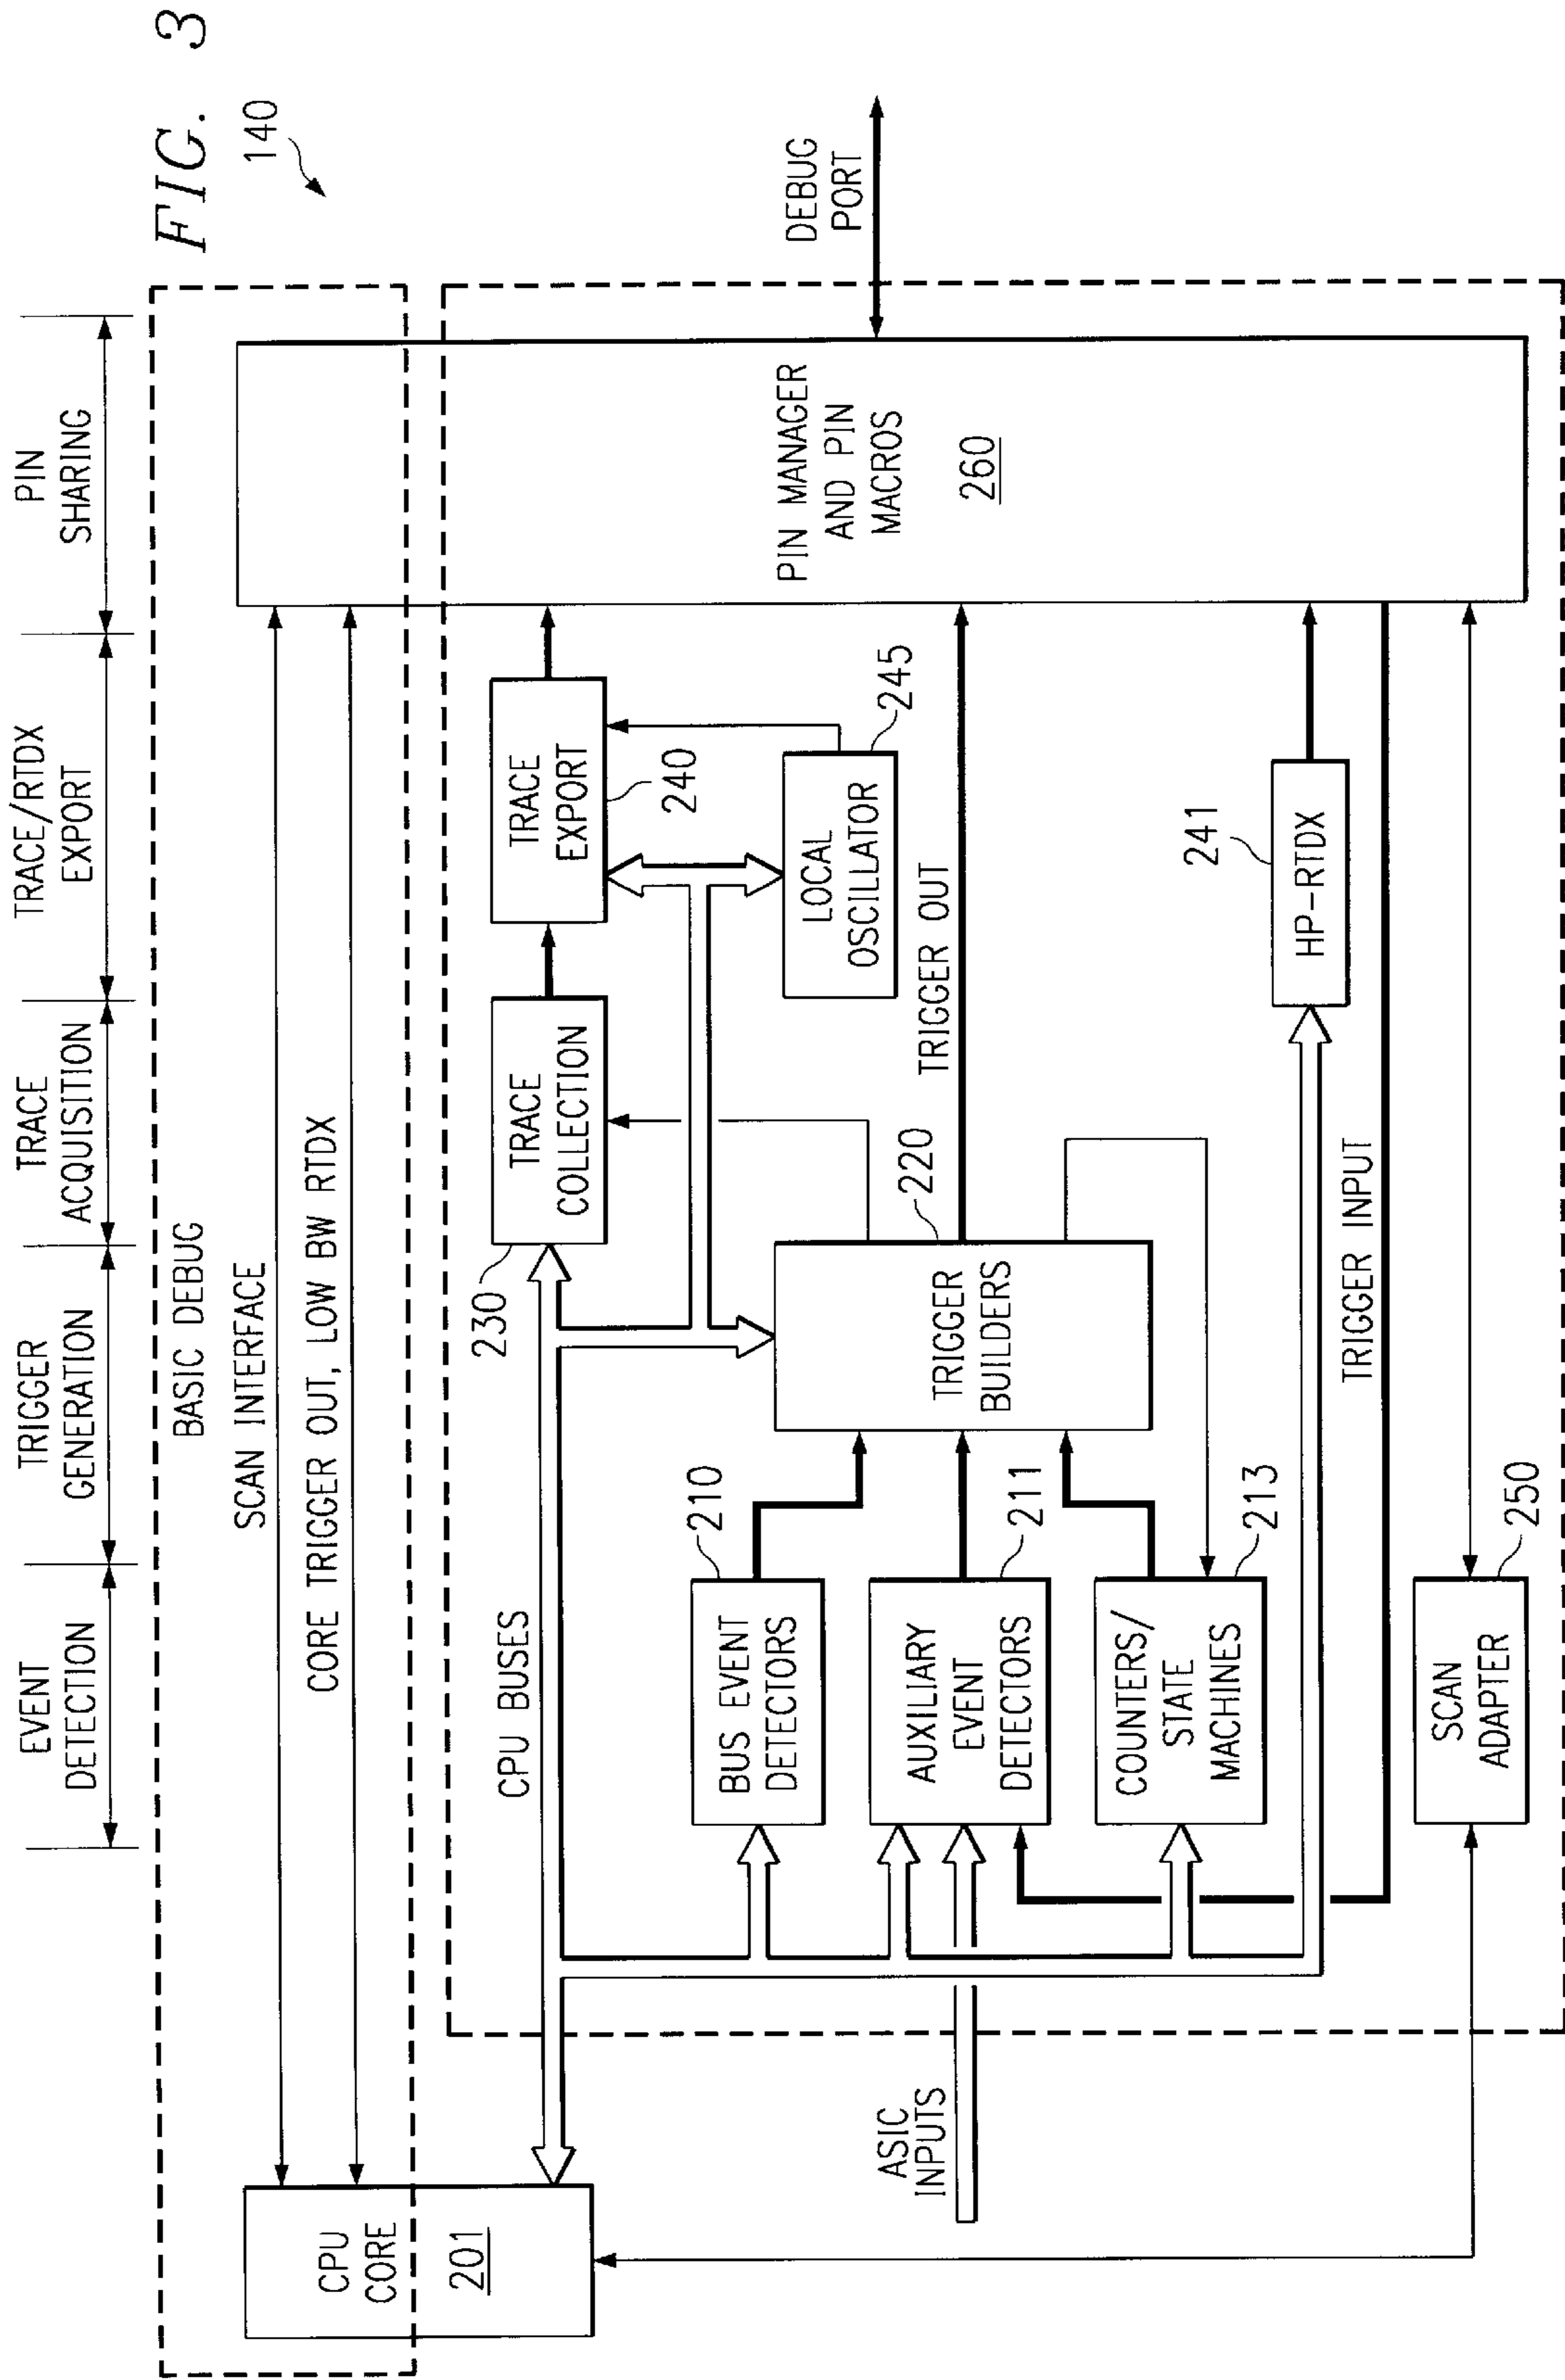 FIG. 3
140
EVENT
DETECTION
TRIGGER
GENERATION
TRACE
ACQUISITION
TRACE/RTDX
EXPORT
PIN
SHARING
BASIC DEBUG
SCAN INTERFACE
CORE TRIGGER OUT, LOW BW RTDX
CPU
CORE
201
CPU BUSES
230
TRACE
COLLECTION
TRACE
EXPORT
240
LOCAL
OSCILLATOR
245
210
BUS EVENT
DETECTORS
ASIC
INPUTS
AUXILIARY
EVENT
DETECTORS
211
COUNTERS/
STATE
MACHINES
213
TRIGGER
BUILDERS
220
TRIGGER OUT
241
HP-RTDX
TRIGGER INPUT
SCAN
ADAPTER
250
PIN MANAGER
AND PIN
MACROS
260
DEBUG
PORT